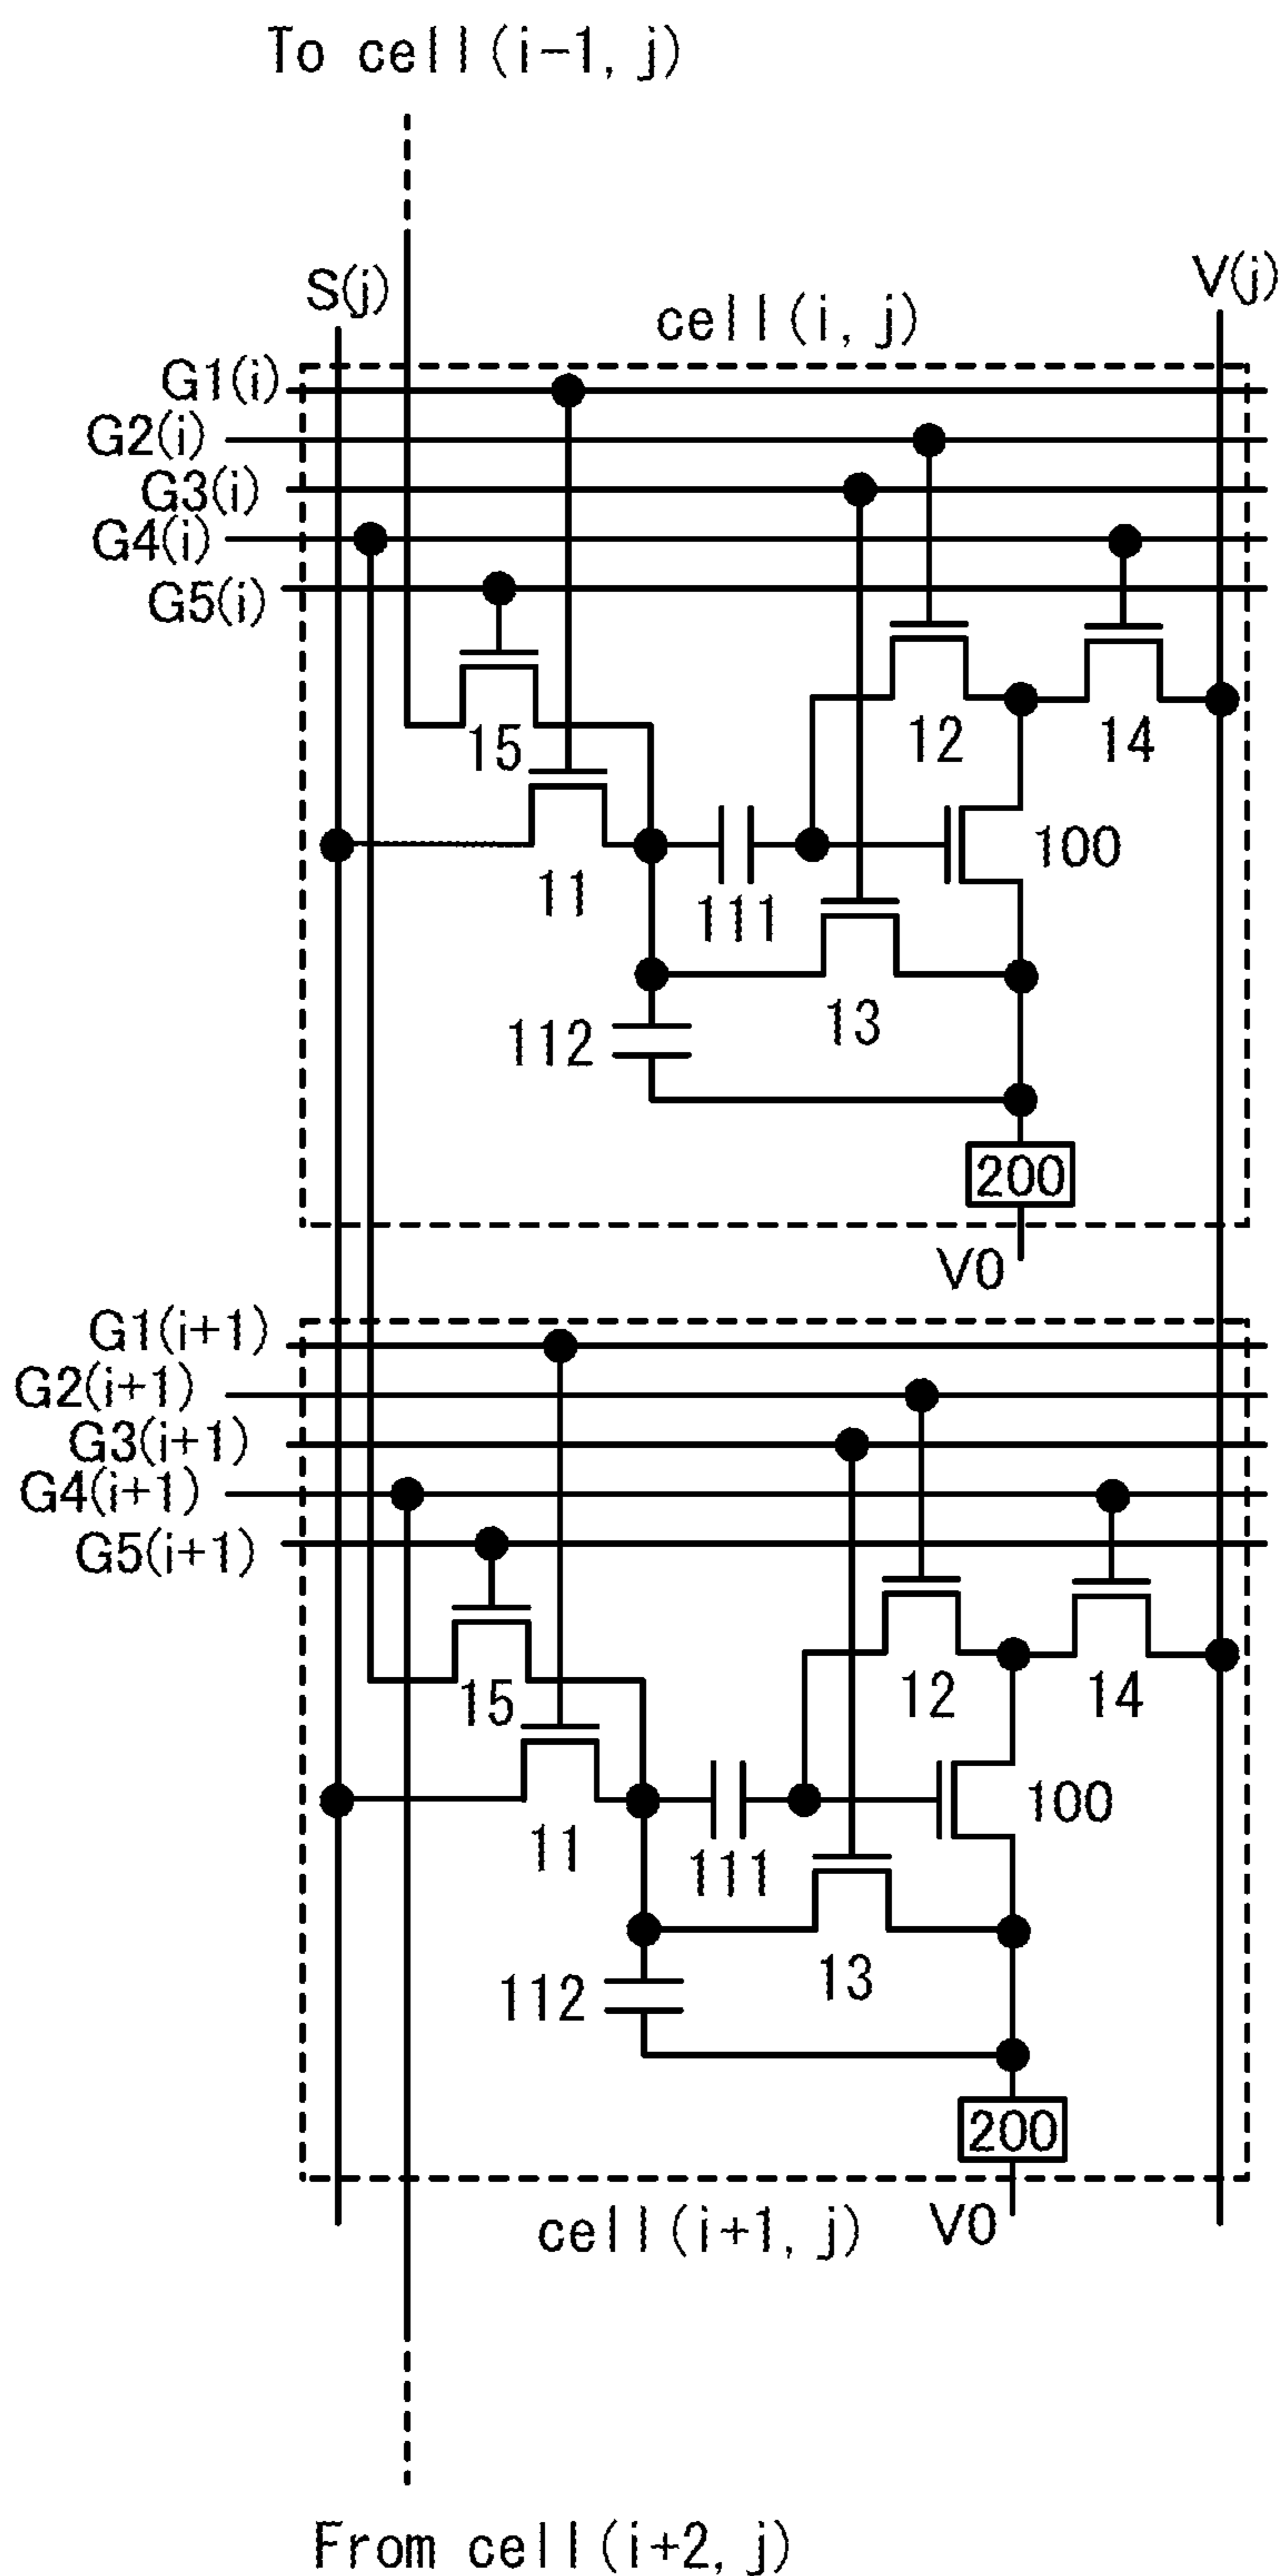 To cell(i-1, j)
S(j)
V(j)
cell(i, j)
G1(i)
G2(i)
G3(i)
G4(i)
G5(i)
15
12
14
11
111
100
112
13
200
V0
G1(i+1)
G2(i+1)
G3(i+1)
G4(i+1)
G5(i+1)
15
12
14
11
111
100
112
13
200
cell(i+1, j)
V0
From cell(i+2, j)